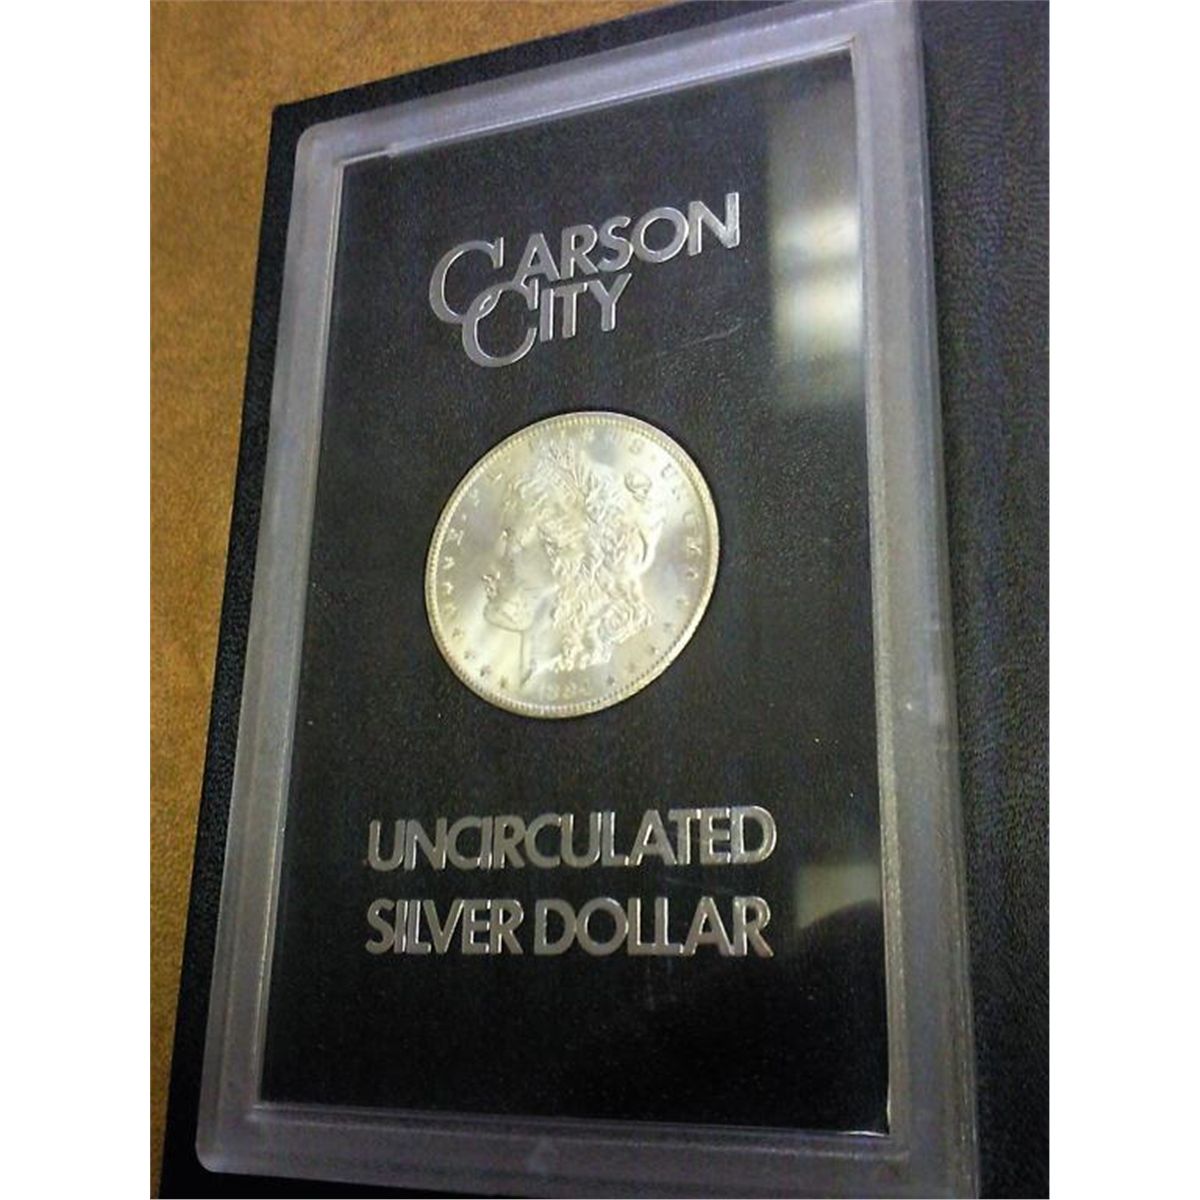 CARSON
CITY
UNCIRCULATED
SILVER DOLLAR